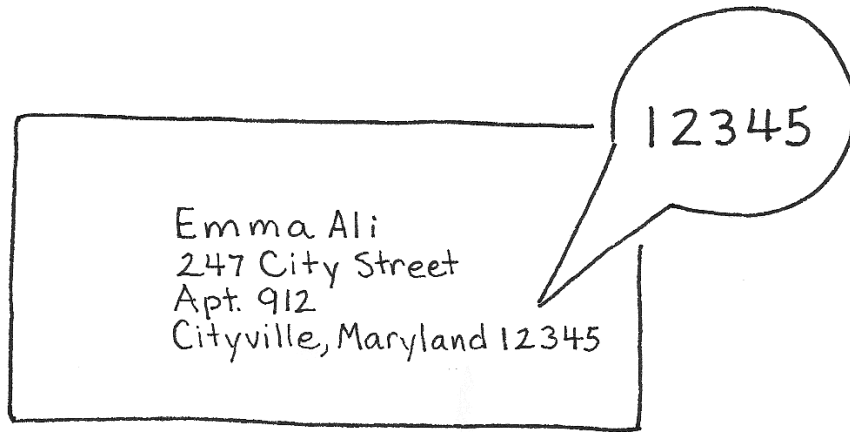 12345
Emma Ali
247 City Street
Apt. 912
Cityville, Maryland 12345